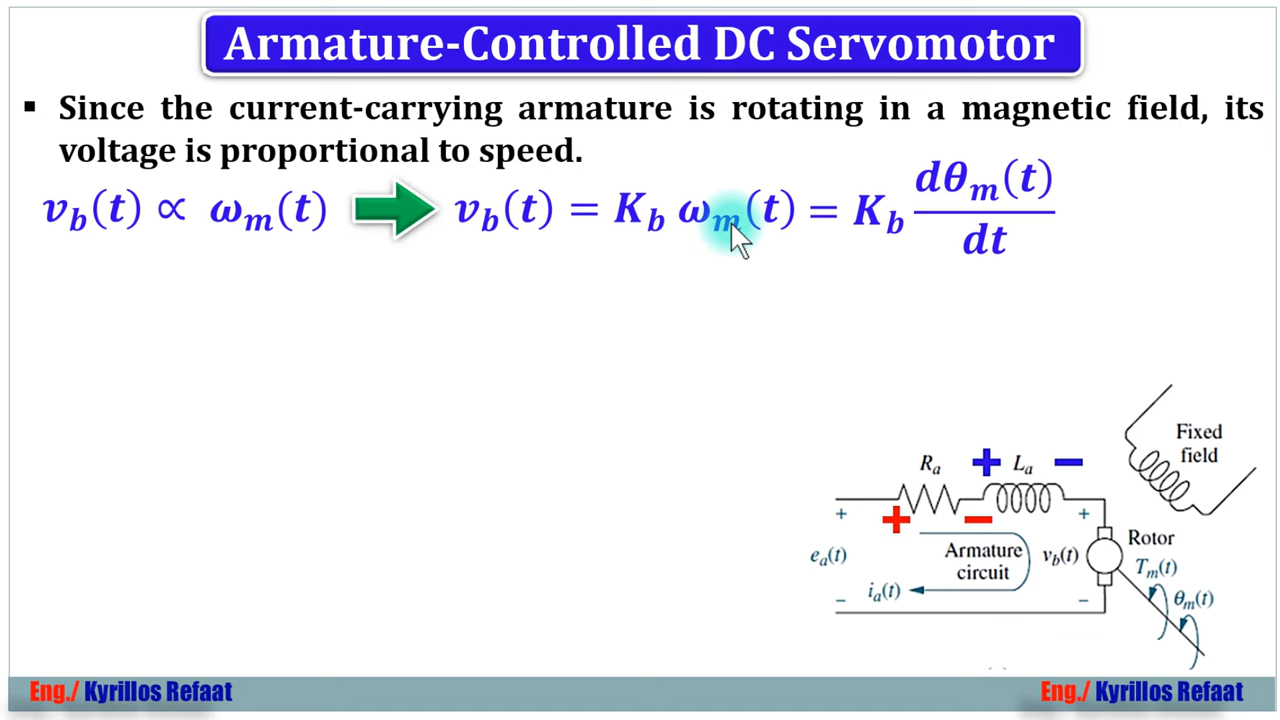 Armature-Controlled DC Servomotor
▪ Since the current-carrying armature is rotating in a magnetic field, its
voltage is proportional to speed.
v_b(t) ∝ ω_m(t) v_b(t) = K_b ω_m(t) = K_b dθ_m(t)/dt
Fixed
field
R_a + L_a −
+ + − +
Rotor
e_a(t) Armature v_b(t) T_m(t)
circuit
i_a(t) θ_m(t)
− −
Eng./ Kyrillos Refaat Eng./ Kyrillos Refaat